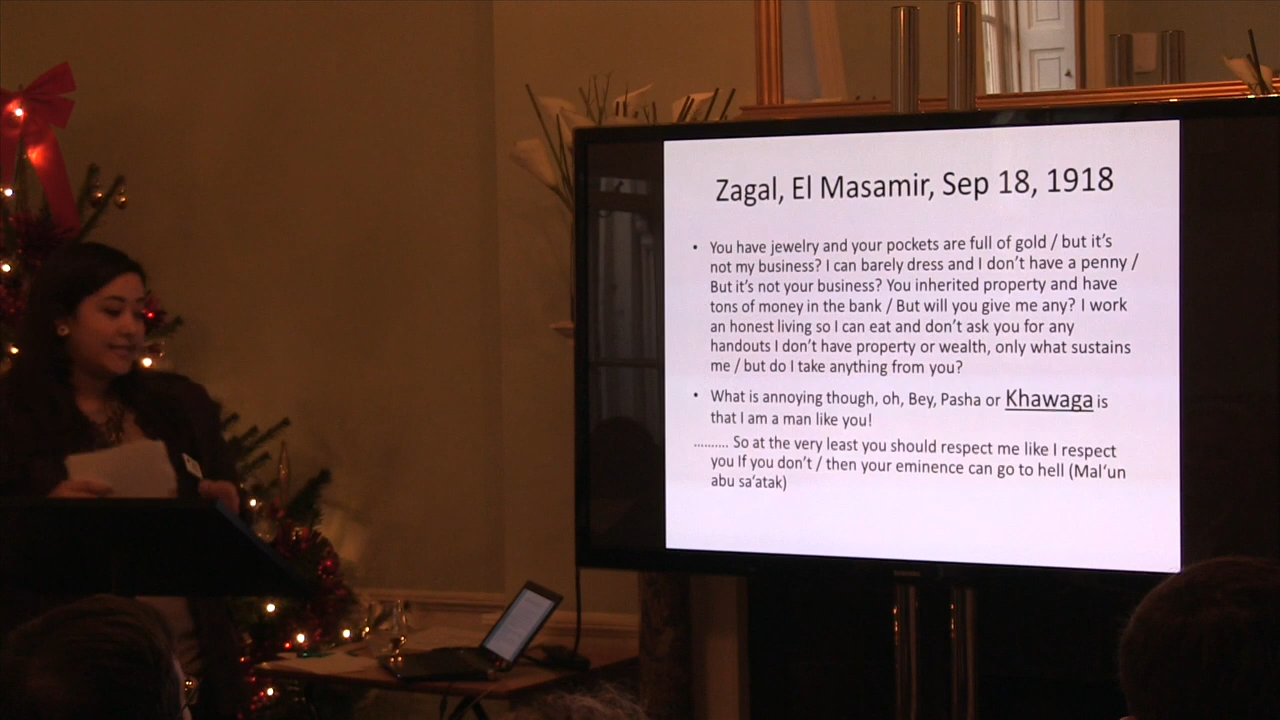 Zagal, El Masamir, Sep 18, 1918
• You have jewelry and your pockets are full of gold / but it's
not my business? I can barely dress and I don't have a penny /
But it's not your business? You inherited property and have
tons of money in the bank / But will you give me any? I work
an honest living so I can eat and don't ask you for any
handouts I don't have property or wealth, only what sustains
me / but do I take anything from you?
• What is annoying though, oh, Bey, Pasha or Khawaga is
that I am a man like you!
.......... So at the very least you should respect me like I respect
you If you don't / then your eminence can go to hell (Mal'un
abu sa'atak)